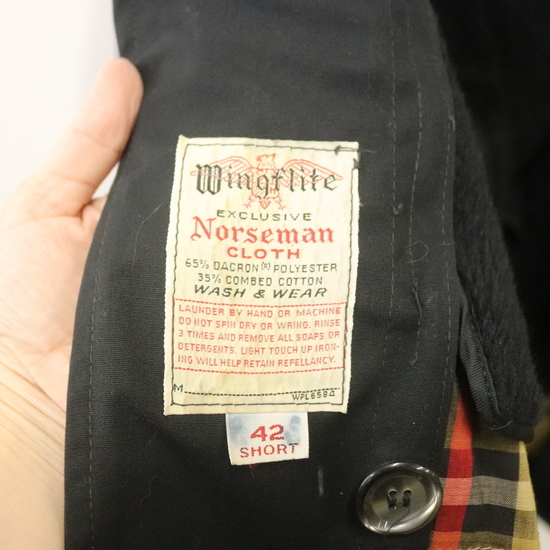 Wingflite
EXCLUSIVE
Norseman
CLOTH
65% DACRON (R) POLYESTER
35% COMBED COTTON
WASH & WEAR
LAUNDER BY HAND OR MACHINE
DO NOT SPIN DRY OR WRING. RINSE
3 TIMES AND REMOVE ALL SOAPS OR
DETERGENTS. LIGHT TOUCH UP IRON-
ING WILL HELP RETAIN REPELLANCY.
M
WPL6584
42
SHORT